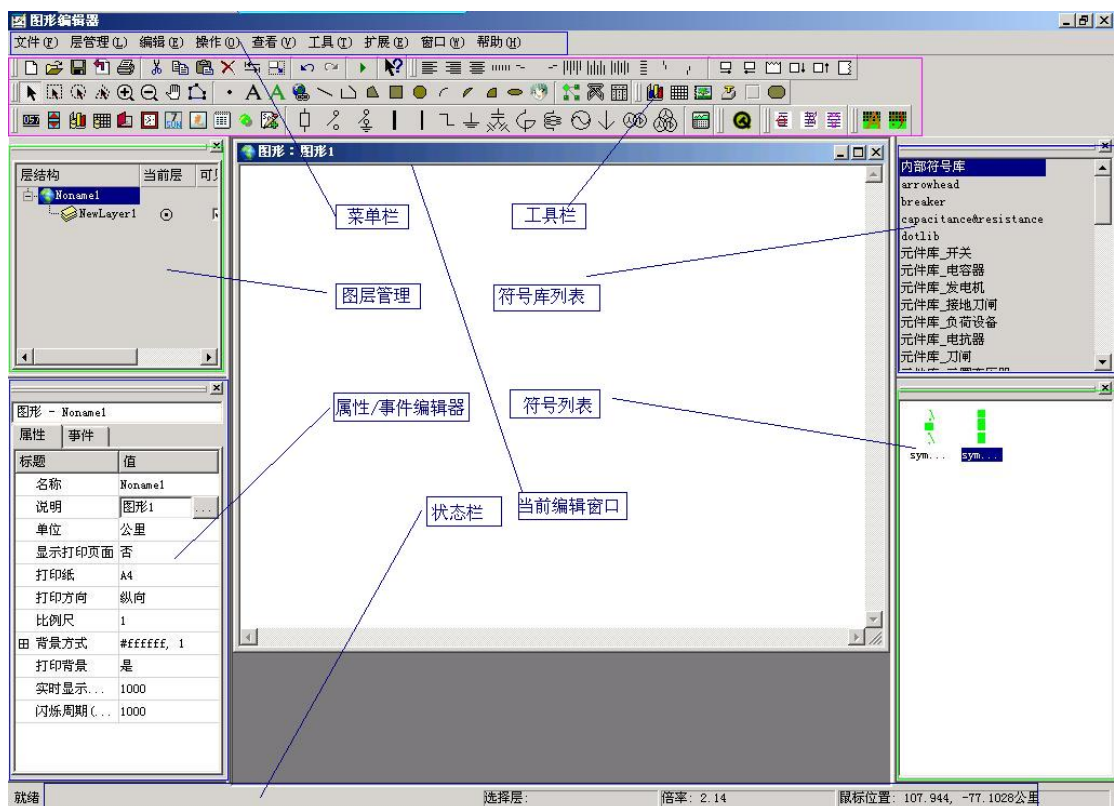 图形编辑器
文件(F) 层管理(L) 编辑(E) 操作(O) 查看(V) 工具(T) 扩展(E) 窗口(W) 帮助(H)
层结构 当前层
Noname1
NewLayer1
图形 - Noname1
属性 事件
标题 值
名称 Noname1
说明 图形1 ...
单位 公里
显示打印页面 否
打印纸 A4
打印方向 纵向
比例尺 1
背景方式 #ffffff, 1
打印背景 是
实时显示... 1000
闪烁周期(... 1000
图形：图形1
菜单栏
工具栏
图层管理
符号库列表
属性/事件编辑器
符号列表
状态栏
当前编辑窗口
内部符号库
arrowhead
breaker
capacitance&resistance
dotlib
元件库_开关
元件库_电容器
元件库_发电机
元件库_接地刀闸
元件库_负荷设备
元件库_电抗器
元件库_刀闸
sym... sym...
就绪 选择层: 倍率: 2.14 鼠标位置: 107.944, -77.1028公里